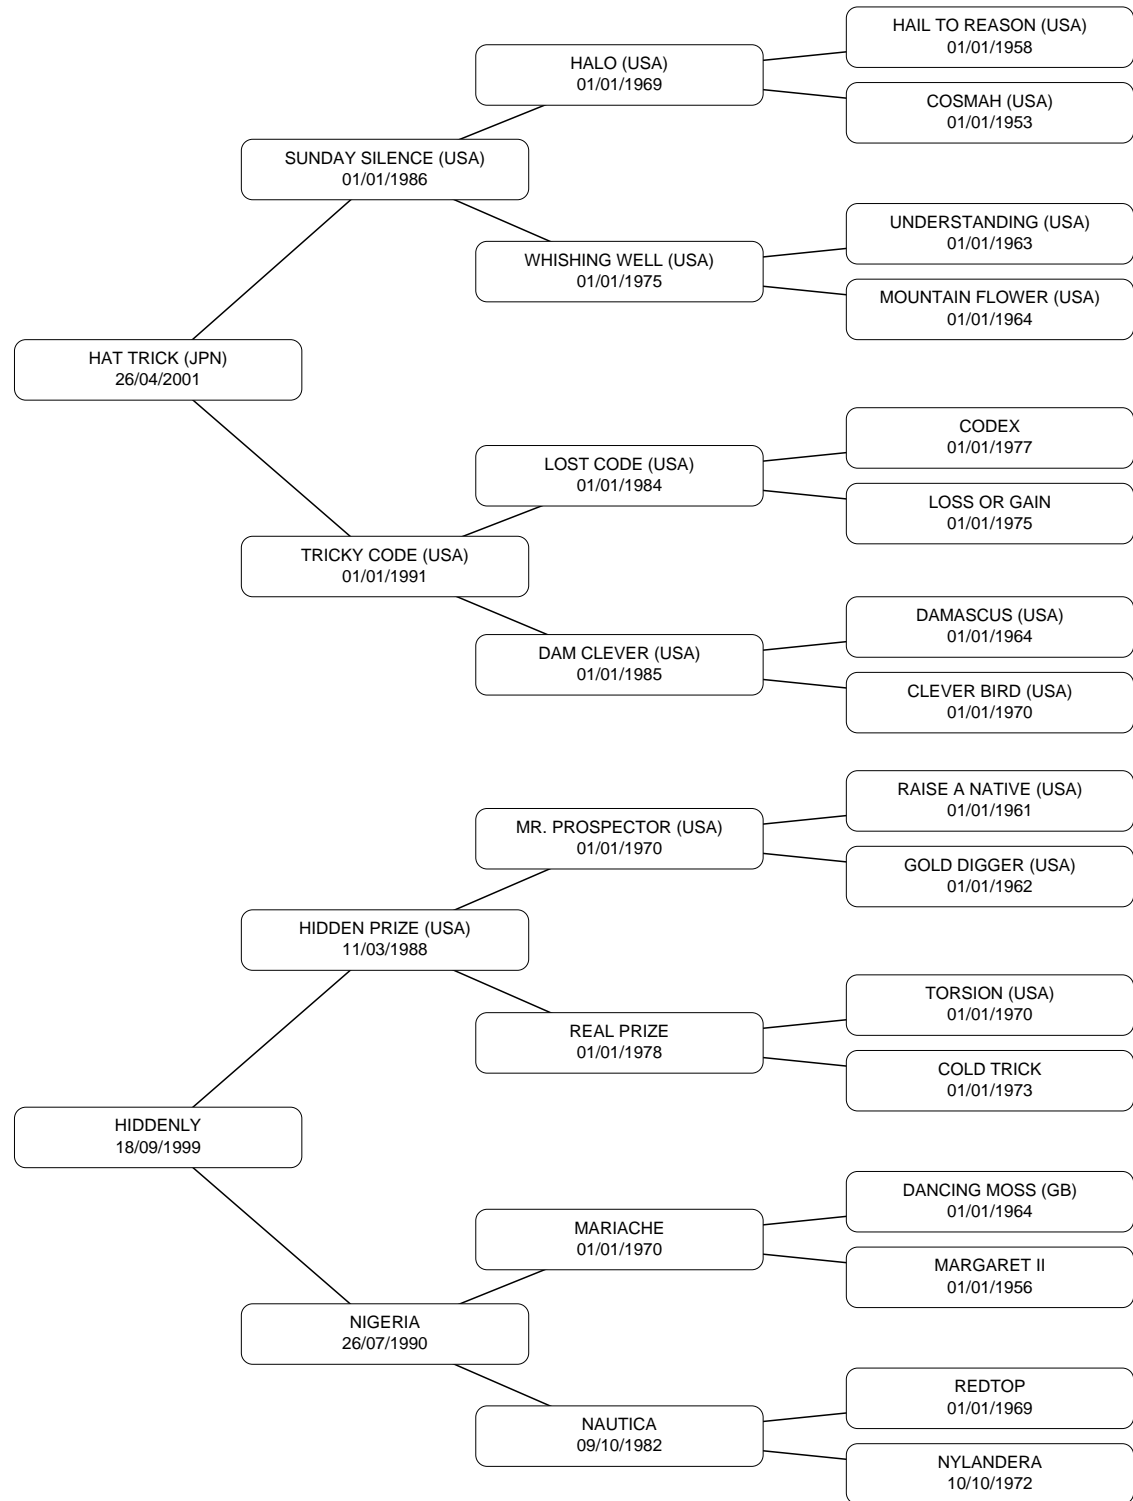 HAIL TO REASON (USA)
01/01/1958
HALO (USA)
01/01/1969
COSMAH (USA)
01/01/1953
SUNDAY SILENCE (USA)
01/01/1986
UNDERSTANDING (USA)
01/01/1963
WHISHING WELL (USA)
01/01/1975
MOUNTAIN FLOWER (USA)
01/01/1964
HAT TRICK (JPN)
26/04/2001
CODEX
01/01/1977
LOST CODE (USA)
01/01/1984
LOSS OR GAIN
01/01/1975
TRICKY CODE (USA)
01/01/1991
DAMASCUS (USA)
01/01/1964
DAM CLEVER (USA)
01/01/1985
CLEVER BIRD (USA)
01/01/1970
RAISE A NATIVE (USA)
01/01/1961
MR. PROSPECTOR (USA)
01/01/1970
GOLD DIGGER (USA)
01/01/1962
HIDDEN PRIZE (USA)
11/03/1988
TORSION (USA)
01/01/1970
REAL PRIZE
01/01/1978
COLD TRICK
01/01/1973
HIDDENLY
18/09/1999
DANCING MOSS (GB)
01/01/1964
MARIACHE
01/01/1970
MARGARET II
01/01/1956
NIGERIA
26/07/1990
REDTOP
01/01/1969
NAUTICA
09/10/1982
NYLANDERA
10/10/1972